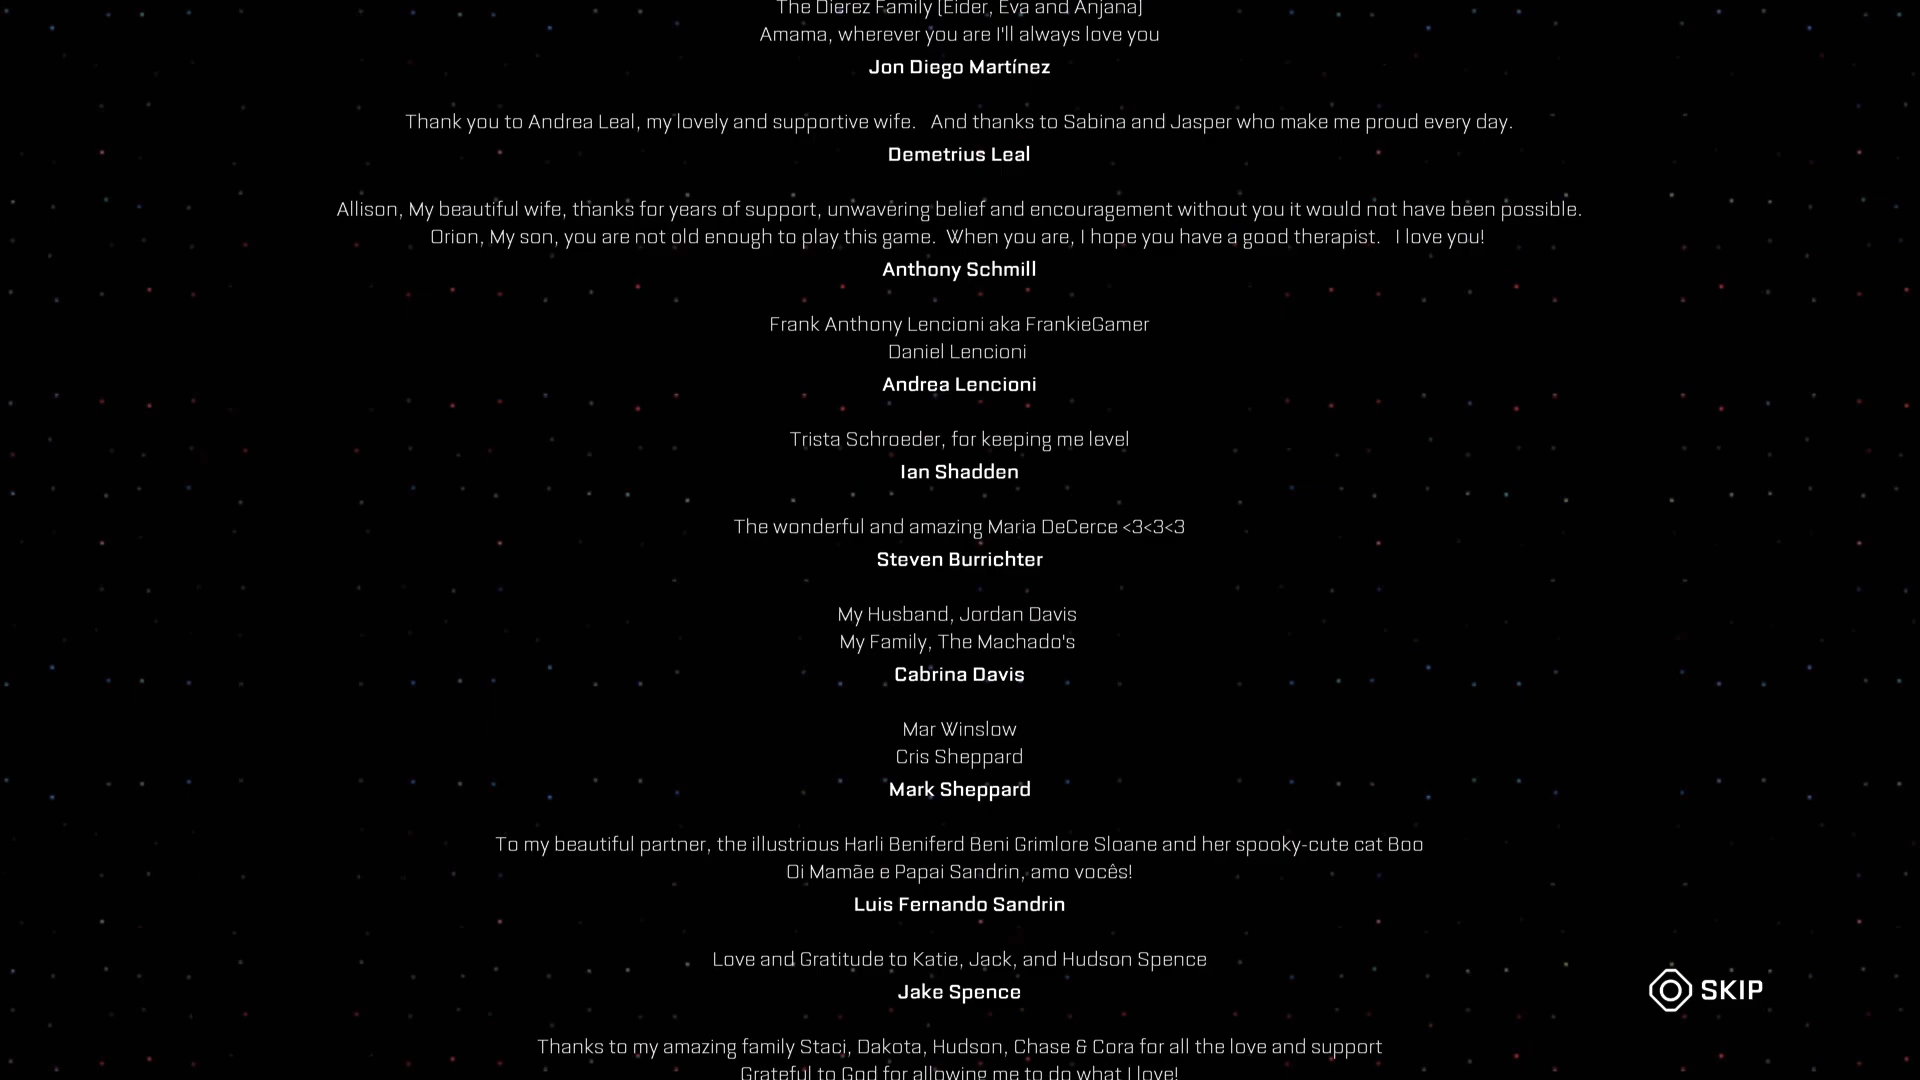 The Dierez Family (Eider, Eva and Anjana)
Amama, wherever you are I'll always love you
Jon Diego Martínez
Thank you to Andrea Leal, my lovely and supportive wife.   And thanks to Sabina and Jasper who make me proud every day.
Demetrius Leal
Allison, My beautiful wife, thanks for years of support, unwavering belief and encouragement without you it would not have been possible.
Orion, My son, you are not old enough to play this game.  When you are, I hope you have a good therapist.   I love you!
Anthony Schmill
Frank Anthony Lencioni aka FrankieGamer
Daniel Lencioni
Andrea Lencioni
Trista Schroeder, for keeping me level
Ian Shadden
The wonderful and amazing Maria DeCerce <3<3<3
Steven Burrichter
My Husband, Jordan Davis
My Family, The Machado's
Cabrina Davis
Mar Winslow
Cris Sheppard
Mark Sheppard
To my beautiful partner, the illustrious Harli Beniferd Beni Grimlore Sloane and her spooky-cute cat Boo
Oi Mamãe e Papai Sandrin, amo vocês!
Luis Fernando Sandrin
Love and Gratitude to Katie, Jack, and Hudson Spence
Jake Spence
SKIP
Thanks to my amazing family Staci, Dakota, Hudson, Chase & Cora for all the love and support
Grateful to God for allowing me to do what I love!